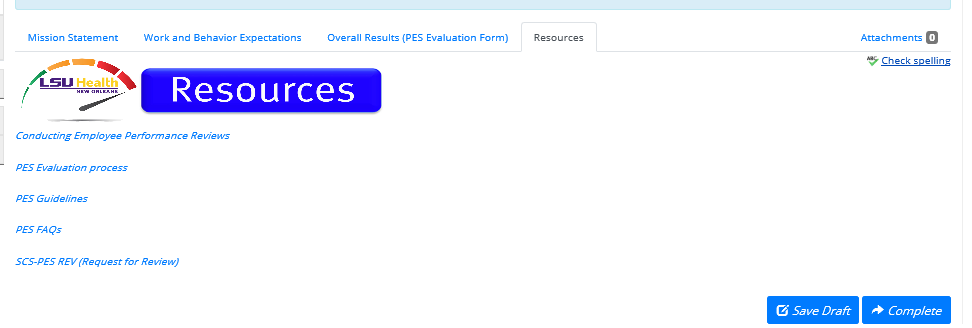 Mission Statement Work and Behavior Expectations Overall Results (PES Evaluation Form) Resources Attachments 0
ABC Check spelling
LSU Health
NEW ORLEANS
Resources
Conducting Employee Performance Reviews
PES Evaluation process
PES Guidelines
PES FAQs
SCS-PES REV (Request for Review)
Save Draft Complete